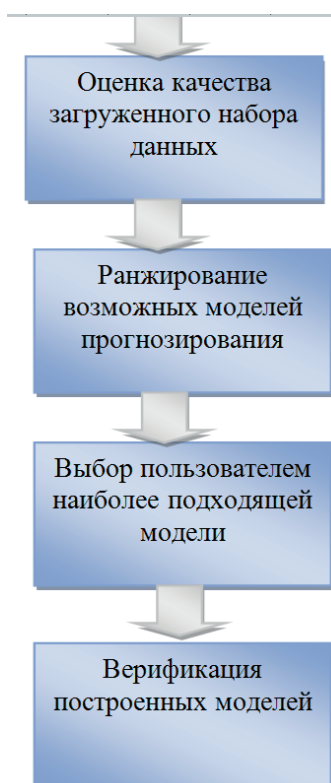 Оценка качества
загруженного набора
данных
Ранжирование
возможных моделей
прогнозирования
Выбор пользователем
наиболее подходящей
модели
Верификация
построенных моделей